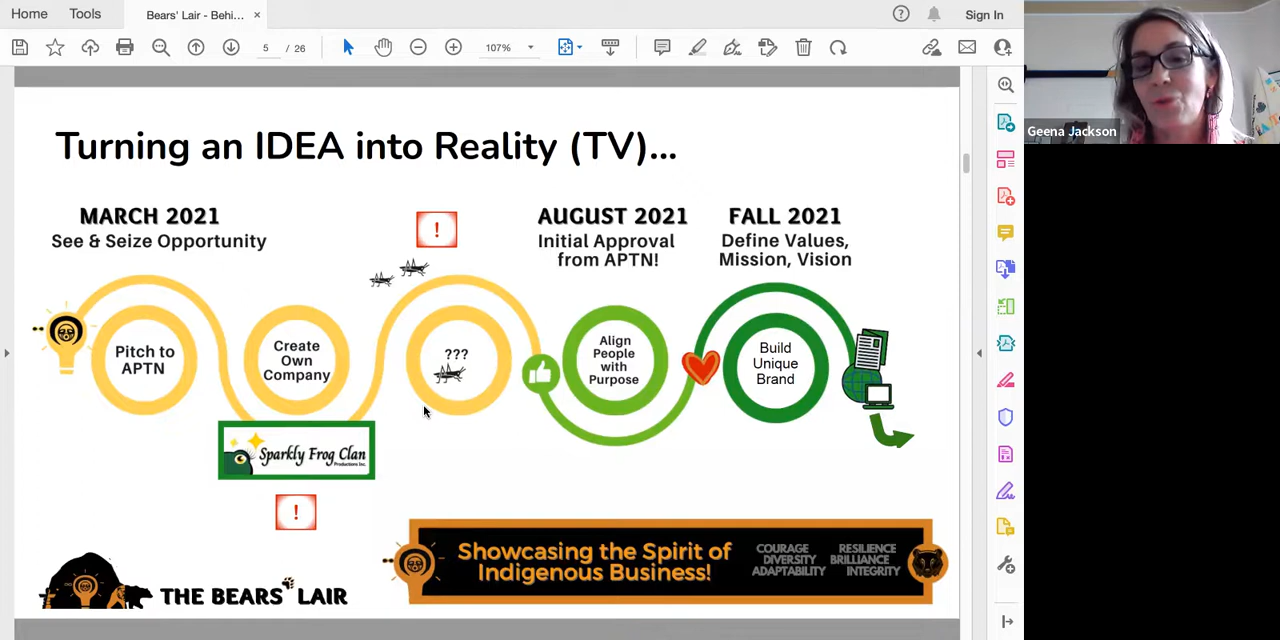 Home
Tools
Bears' Lair - Behi...
×
Sign In
5 / 26
107%
Geena Jackson
Turning an IDEA into Reality (TV)...
MARCH 2021
See & Seize Opportunity
!
AUGUST 2021
Initial Approval
from APTN!
FALL 2021
Define Values,
Mission, Vision
Pitch to
APTN
Create
Own
Company
???
Align
People
with
Purpose
Build
Unique
Brand
Sparkly Frog Clan
Productions Inc.
!
THE BEARS' LAIR
Showcasing the Spirit of
Indigenous Business!
COURAGE
DIVERSITY
ADAPTABILITY
RESILIENCE
BRILLIANCE
INTEGRITY